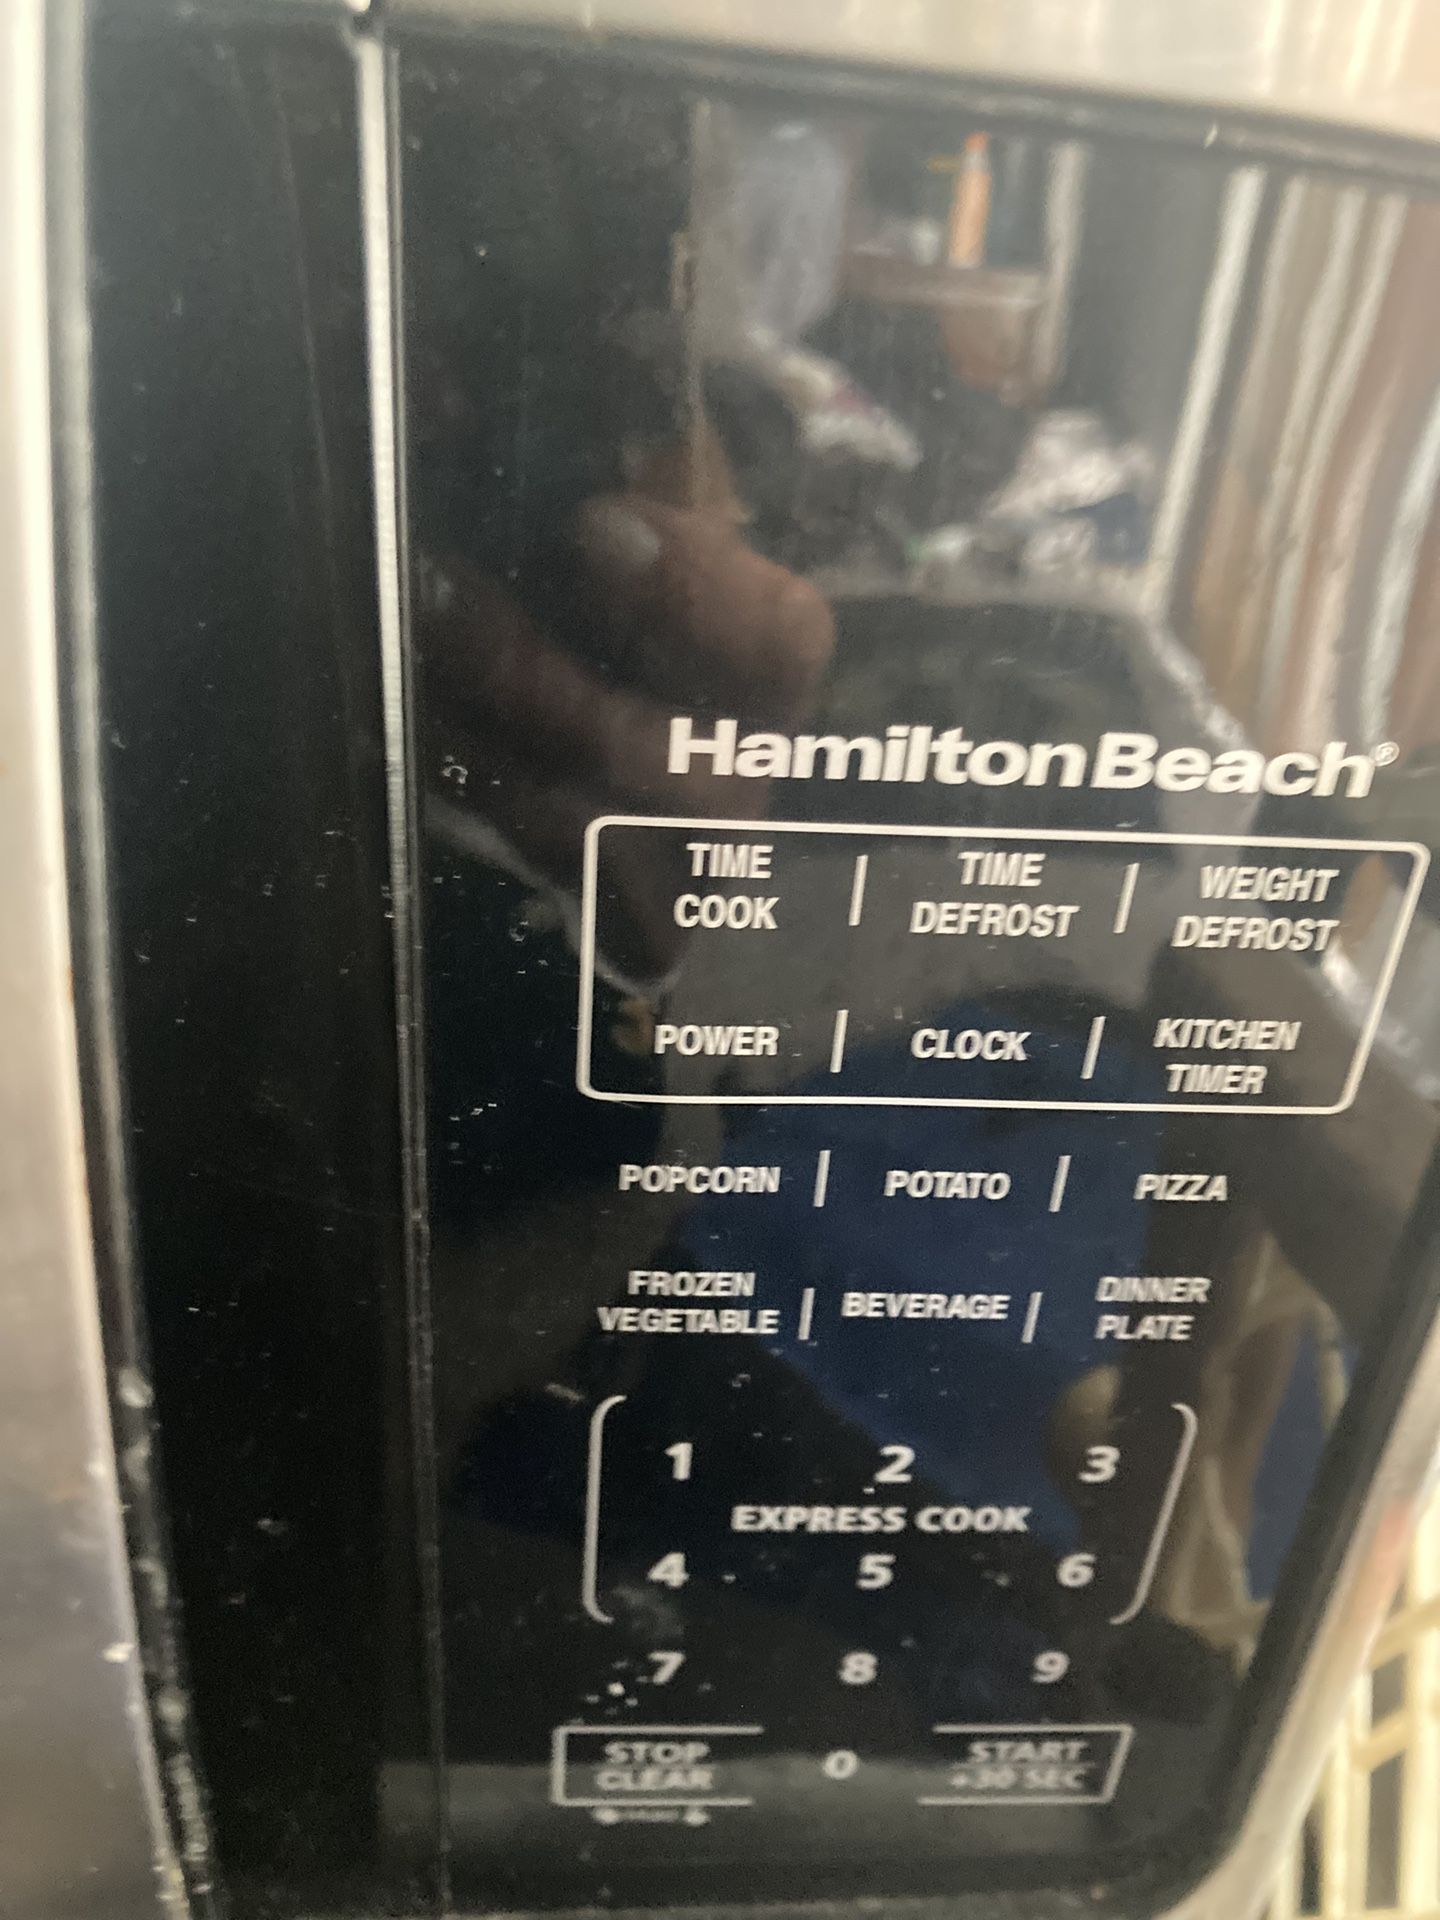 HamiltonBeach®
TIME COOK | TIME DEFROST | WEIGHT DEFROST
POWER | CLOCK | KITCHEN TIMER
POPCORN | POTATO | PIZZA
FROZEN VEGETABLE | BEVERAGE | DINNER PLATE
1 2 3
EXPRESS COOK
4 5 6
7 8 9
STOP CLEAR 0 START +30 SEC